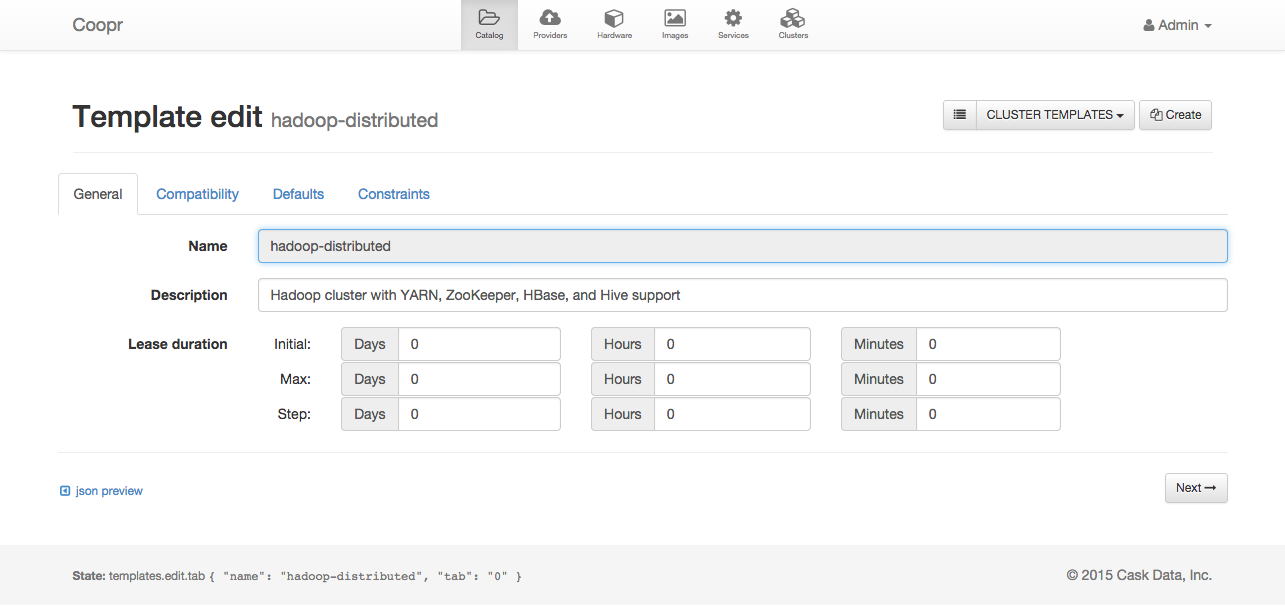 Coopr
Catalog Providers Hardware Images Services Clusters
Admin
Template edit hadoop-distributed
CLUSTER TEMPLATES Create
General Compatibility Defaults Constraints
Name hadoop-distributed
Description Hadoop cluster with YARN, ZooKeeper, HBase, and Hive support
Lease duration Initial: Days 0 Hours 0 Minutes 0
Max: Days 0 Hours 0 Minutes 0
Step: Days 0 Hours 0 Minutes 0
json preview Next
State: templates.edit.tab { "name": "hadoop-distributed", "tab": "0" } © 2015 Cask Data, Inc.